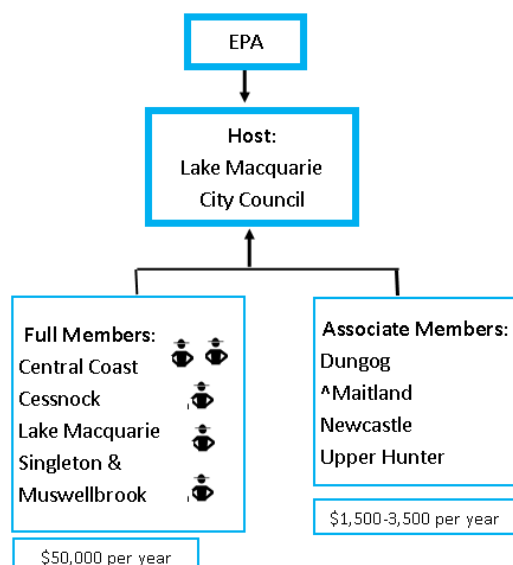 EPA
Host:
Lake Macquarie
City Council
Full Members:
Central Coast
Cessnock
Lake Macquarie
Singleton &
Muswellbrook
$50,000 per year
Associate Members:
Dungog
^Maitland
Newcastle
Upper Hunter
$1,500-3,500 per year